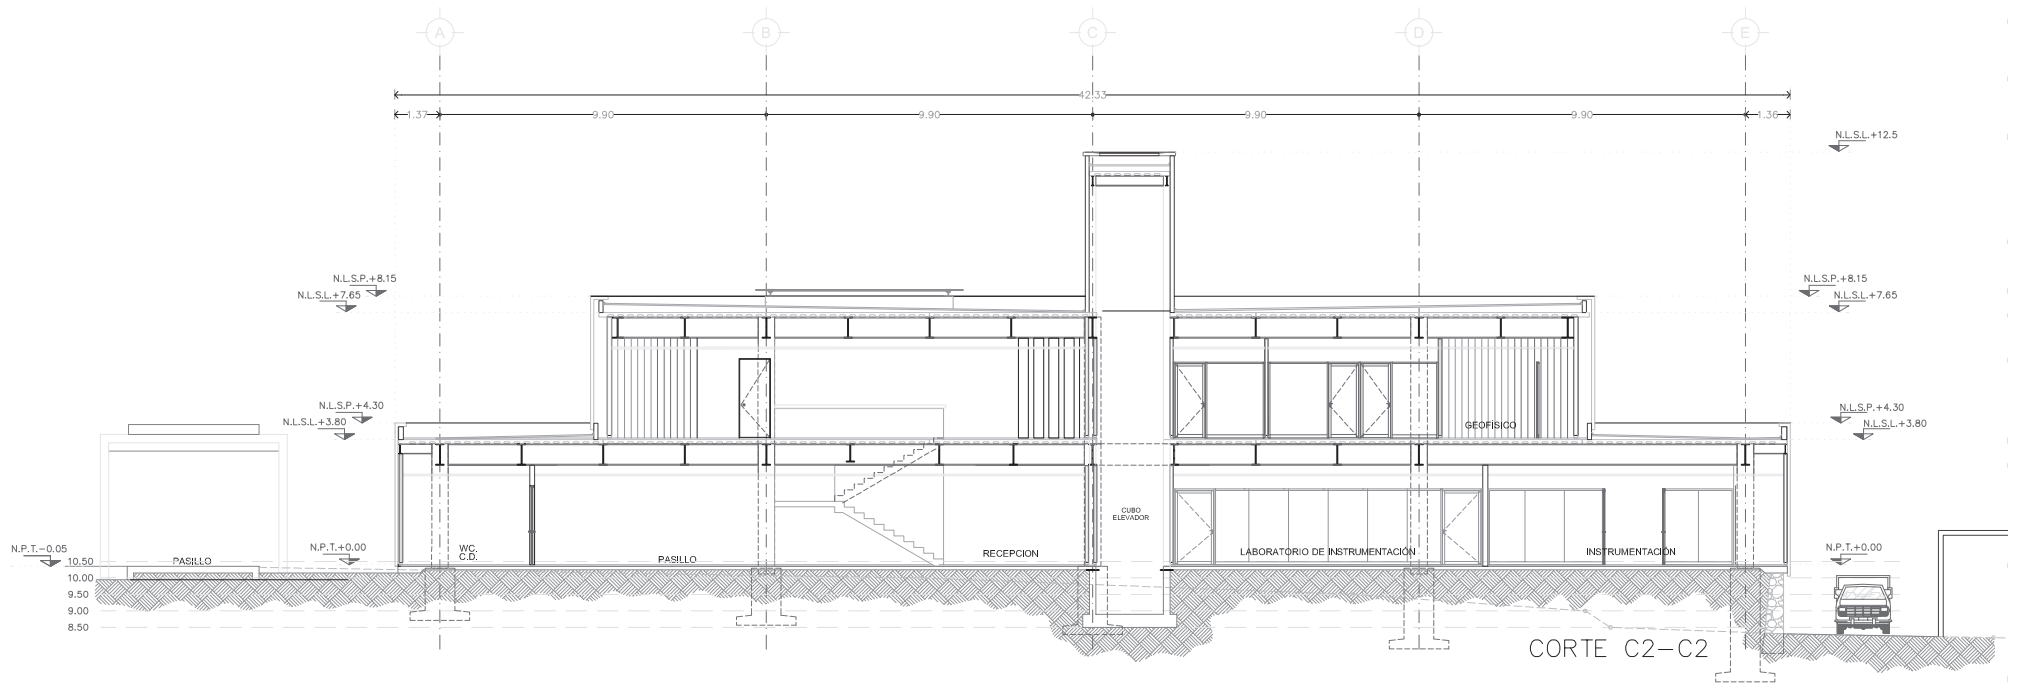 A B C D E
42.33
1.37 9.90 9.90 9.90 9.90 1.36
N.L.S.L.+12.5
N.L.S.P.+8.15
N.L.S.L.+7.65
N.L.S.P.+8.15
N.L.S.L.+7.65
N.L.S.P.+4.30
N.L.S.L.+3.80
N.L.S.P.+4.30
N.L.S.L.+3.80
GEOFÍSICO
CUBO
ELEVADOR
N.P.T.-0.05
N.P.T.+0.00
N.P.T.+0.00
PASILLO
WC.
C.D.
PASILLO
RECEPCION
LABORATORIO DE INSTRUMENTACIÓN
INSTRUMENTACIÓN
10.50
10.00
9.50
9.00
8.50
CORTE C2-C2